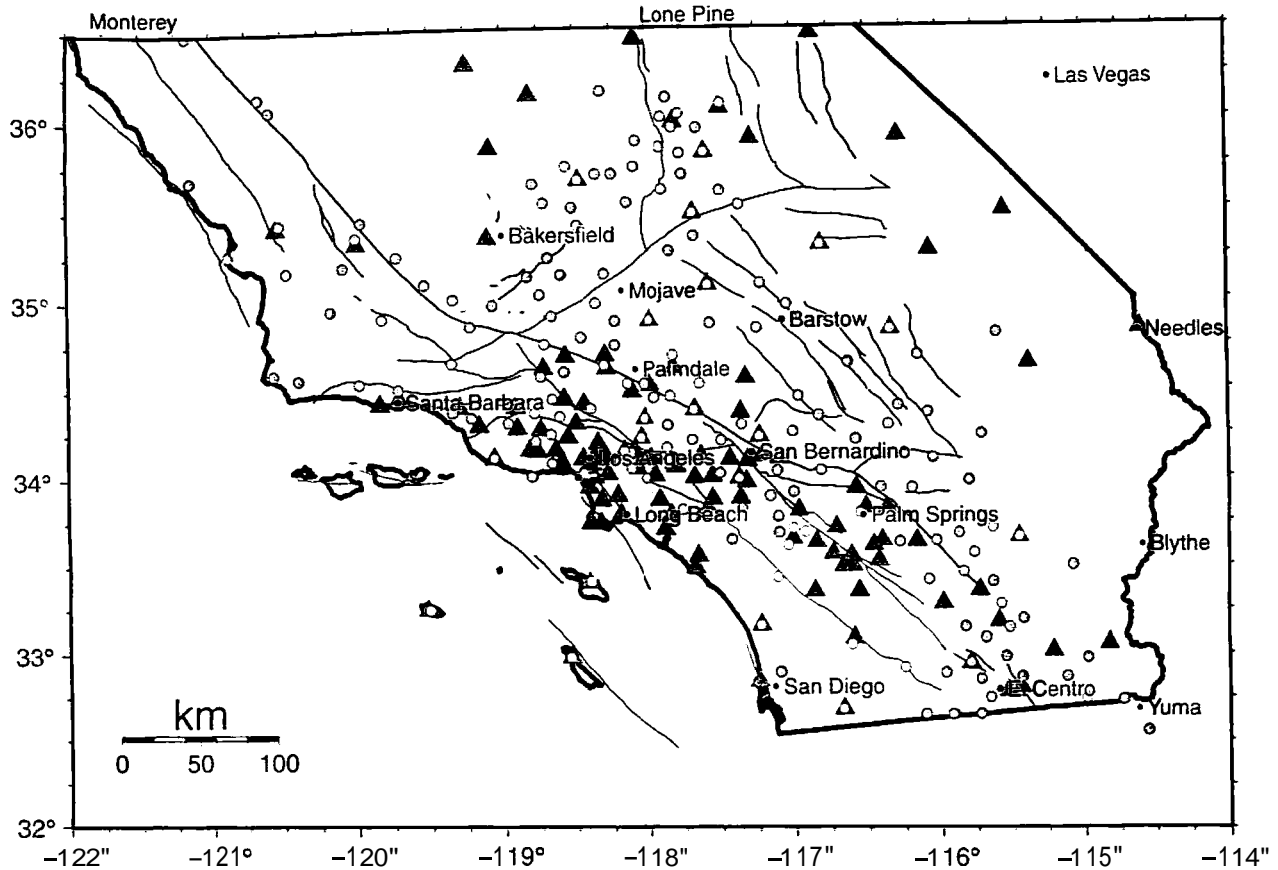 Monterey
Lone Pine
Las Vegas
36°
Bakersfield
35°
Mojave
Barstow
Needles
Palmdale
Santa Barbara
San Bernardino
Los Angeles
34°
Long Beach
Palm Springs
Blythe
33°
San Diego
El Centro
Yuma
km
0 50 100
32°
−122" −121° −120" −119" −118" −117" −116° −115" −114"